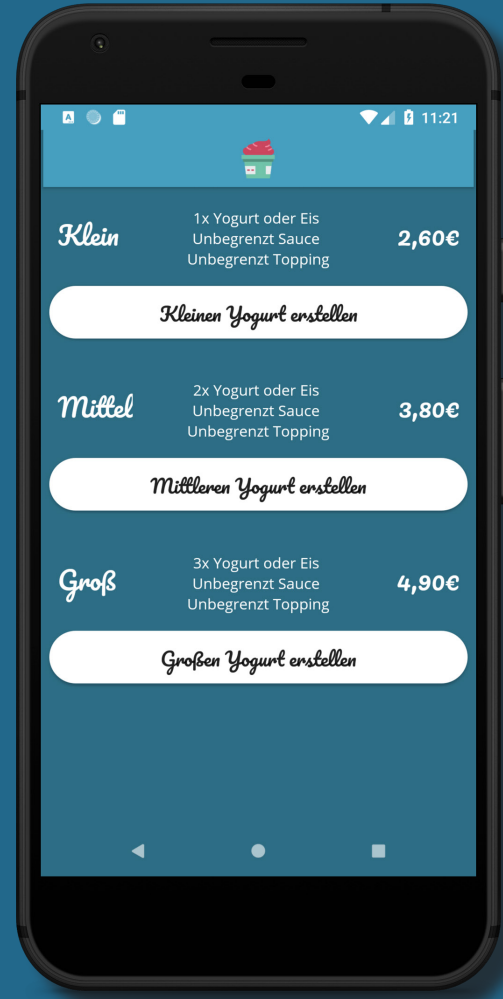 11:21
Klein
1x Yogurt oder Eis
Unbegrenzt Sauce
Unbegrenzt Topping
2,60€
Kleinen Yogurt erstellen
Mittel
2x Yogurt oder Eis
Unbegrenzt Sauce
Unbegrenzt Topping
3,80€
Mittleren Yogurt erstellen
Groß
3x Yogurt oder Eis
Unbegrenzt Sauce
Unbegrenzt Topping
4,90€
Großen Yogurt erstellen